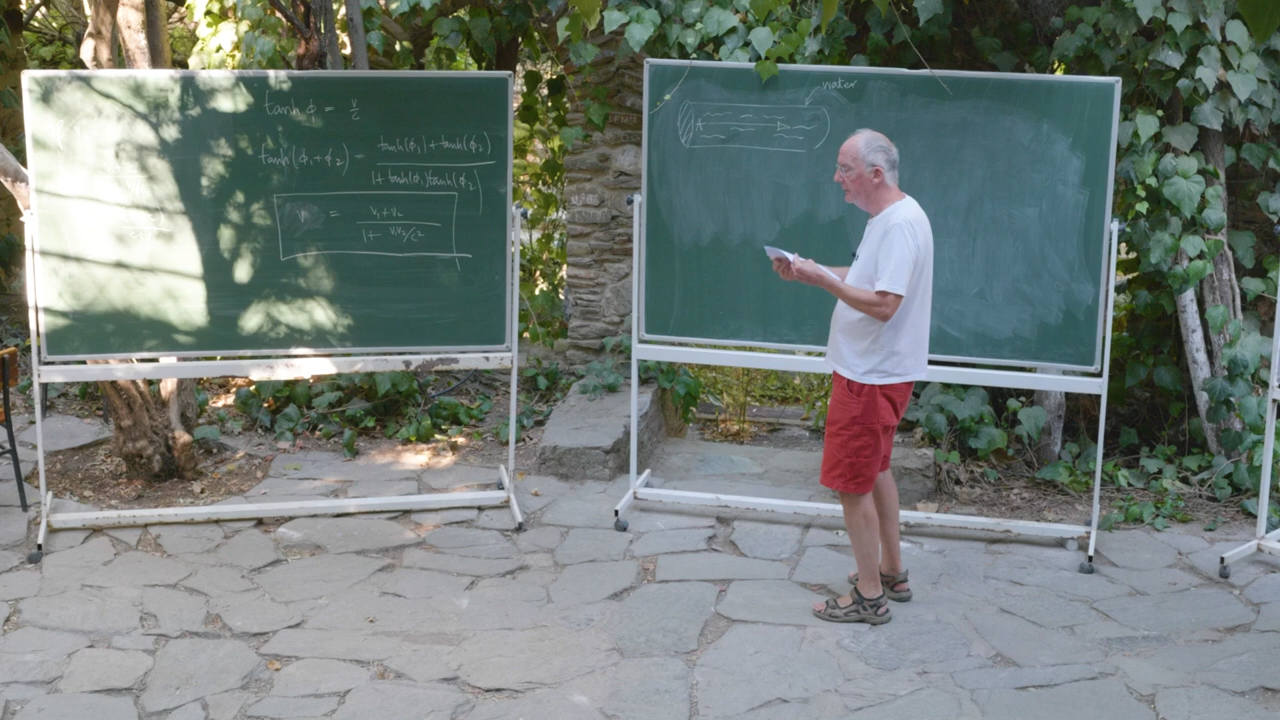 tanh ϕ = v/c
tanh(ϕ₁+ϕ₂) = (tanh(ϕ₁)+tanh(ϕ₂))/(1+tanh(ϕ₁)tanh(ϕ₂))
v = (v₁+v₂)/(1+v₁v₂/c²)
water